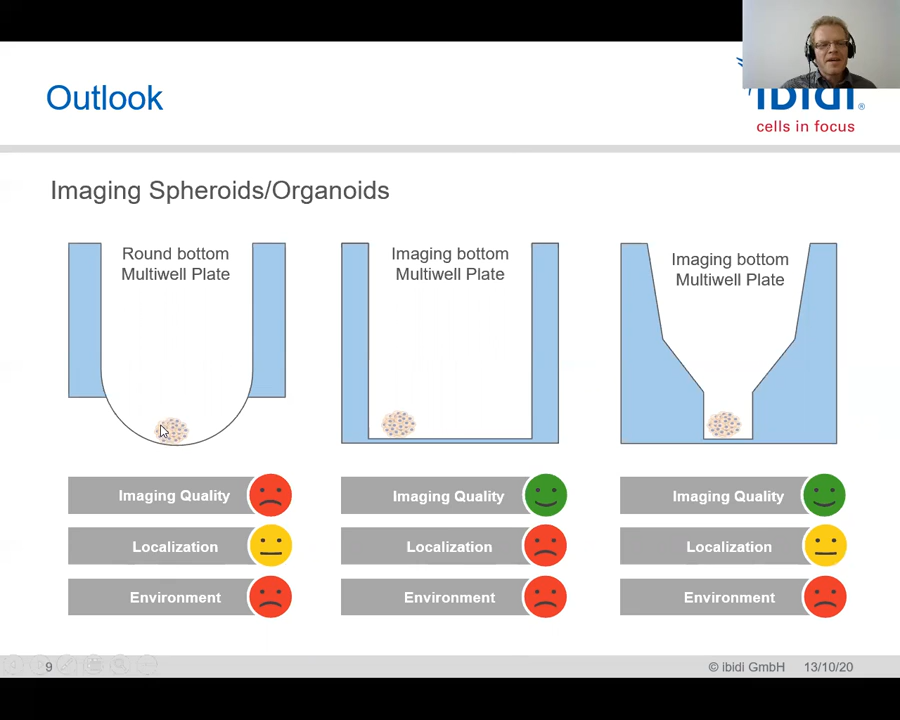 Outlook
ibidi®
cells in focus
Imaging Spheroids/Organoids
Round bottom
Multiwell Plate
Imaging bottom
Multiwell Plate
Imaging bottom
Multiwell Plate
Imaging Quality
Imaging Quality
Imaging Quality
Localization
Localization
Localization
Environment
Environment
Environment
9
© ibidi GmbH
13/10/20